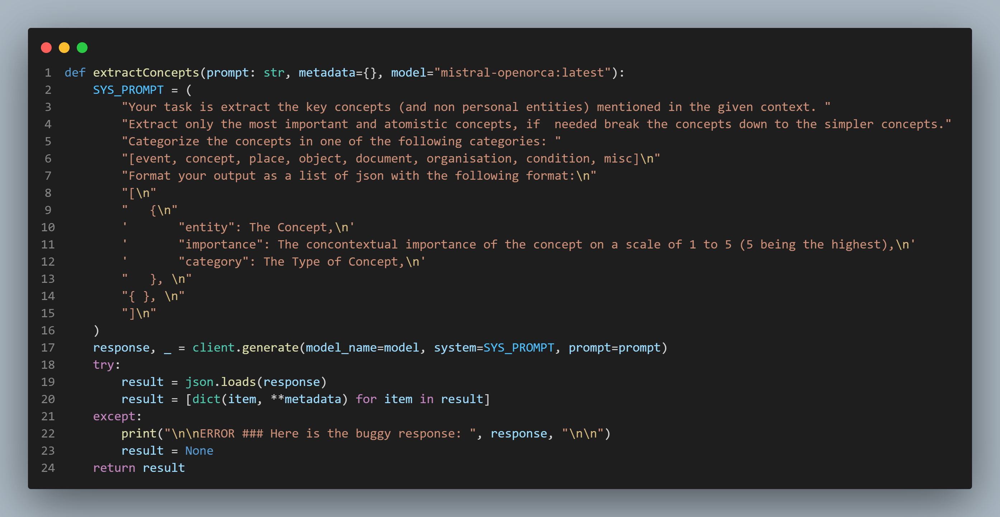 1 def extractConcepts(prompt: str, metadata={}, model="mistral-openorca:latest"):
2     SYS_PROMPT = (
3         "Your task is extract the key concepts (and non personal entities) mentioned in the given context. "
4         "Extract only the most important and atomistic concepts, if  needed break the concepts down to the simpler concepts."
5         "Categorize the concepts in one of the following categories: "
6         "[event, concept, place, object, document, organisation, condition, misc]\n"
7         "Format your output as a list of json with the following format:\n"
8         "[\n"
9         "   {\n"
10         '       "entity": The Concept,\n'
11         '       "importance": The concontextual importance of the concept on a scale of 1 to 5 (5 being the highest),\n'
12         '       "category": The Type of Concept,\n'
13         "   }, \n"
14         "{ }, \n"
15         "]\n"
16     )
17     response, _ = client.generate(model_name=model, system=SYS_PROMPT, prompt=prompt)
18     try:
19         result = json.loads(response)
20         result = [dict(item, **metadata) for item in result]
21     except:
22         print("\n\nERROR ### Here is the buggy response: ", response, "\n\n")
23         result = None
24     return result